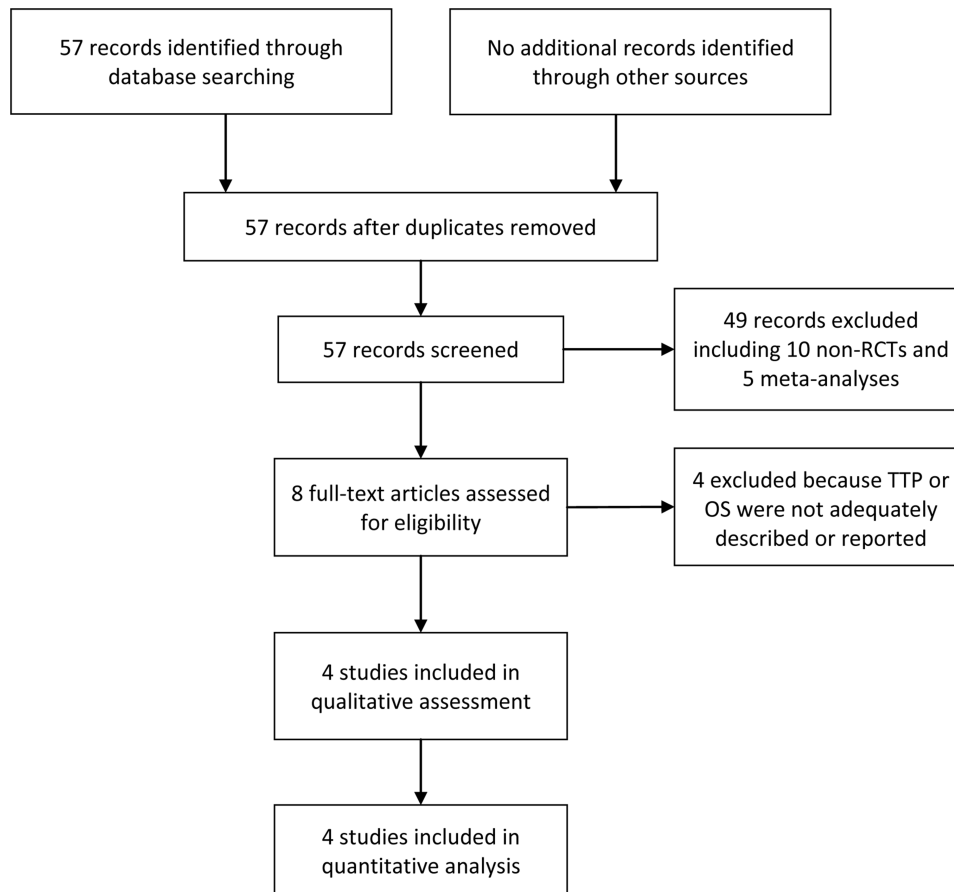 57 records identified through
database searching
No additional records identified
through other sources
57 records after duplicates removed
57 records screened
49 records excluded
including 10 non-RCTs and
5 meta-analyses
8 full-text articles assessed
for eligibility
4 excluded because TTP or
OS were not adequately
described or reported
4 studies included in
qualitative assessment
4 studies included in
quantitative analysis